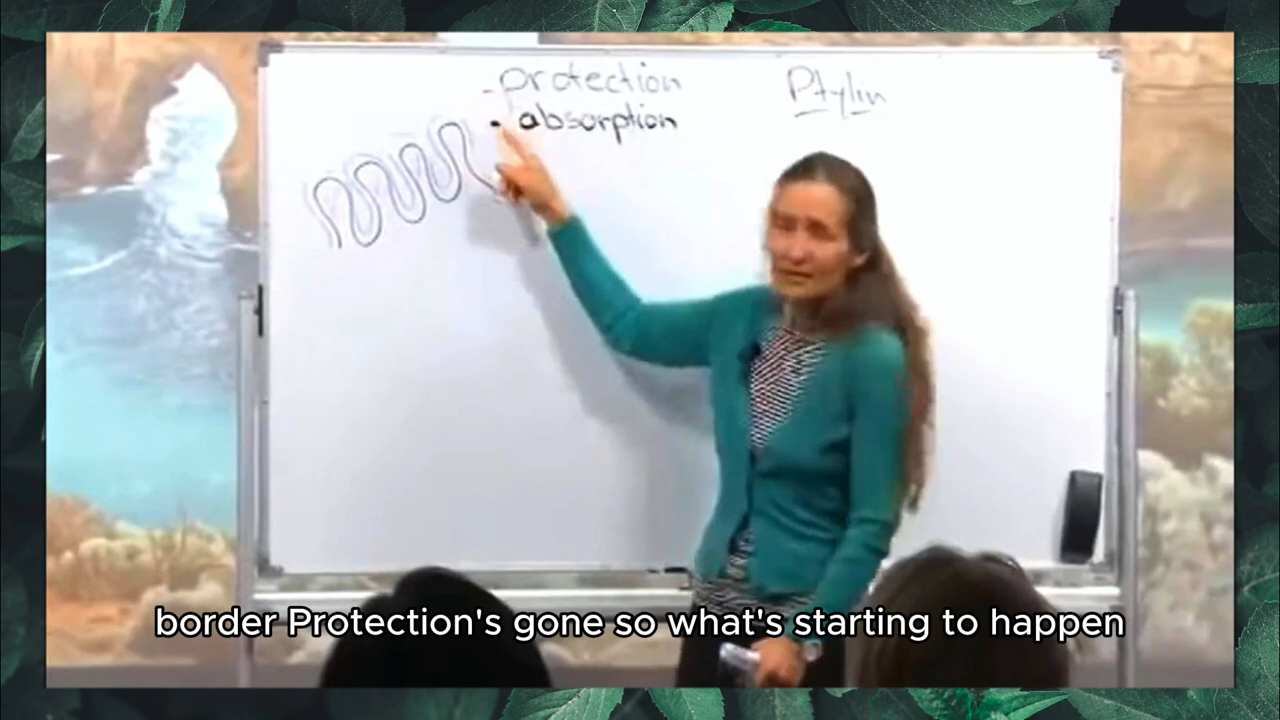 - protection
• absorption
Ptylin
border Protection's gone so what's starting to happen